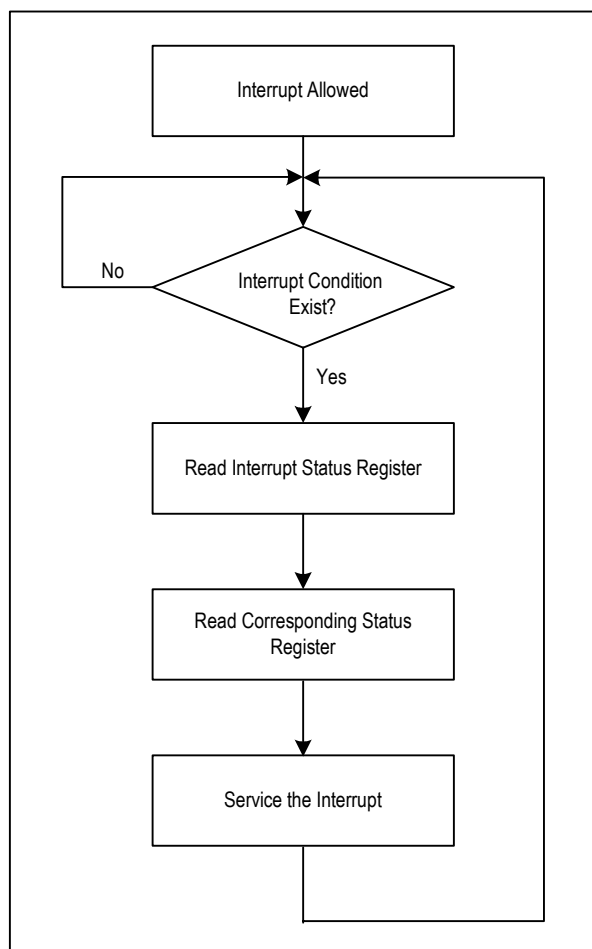 Interrupt Allowed
No
Interrupt Condition
Exist?
Yes
Read Interrupt Status Register
Read Corresponding Status
Register
Service the Interrupt